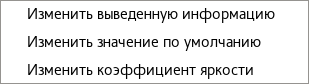 Изменить выведенную информацию
Изменить значение по умолчанию
Изменить коэффициент яркости